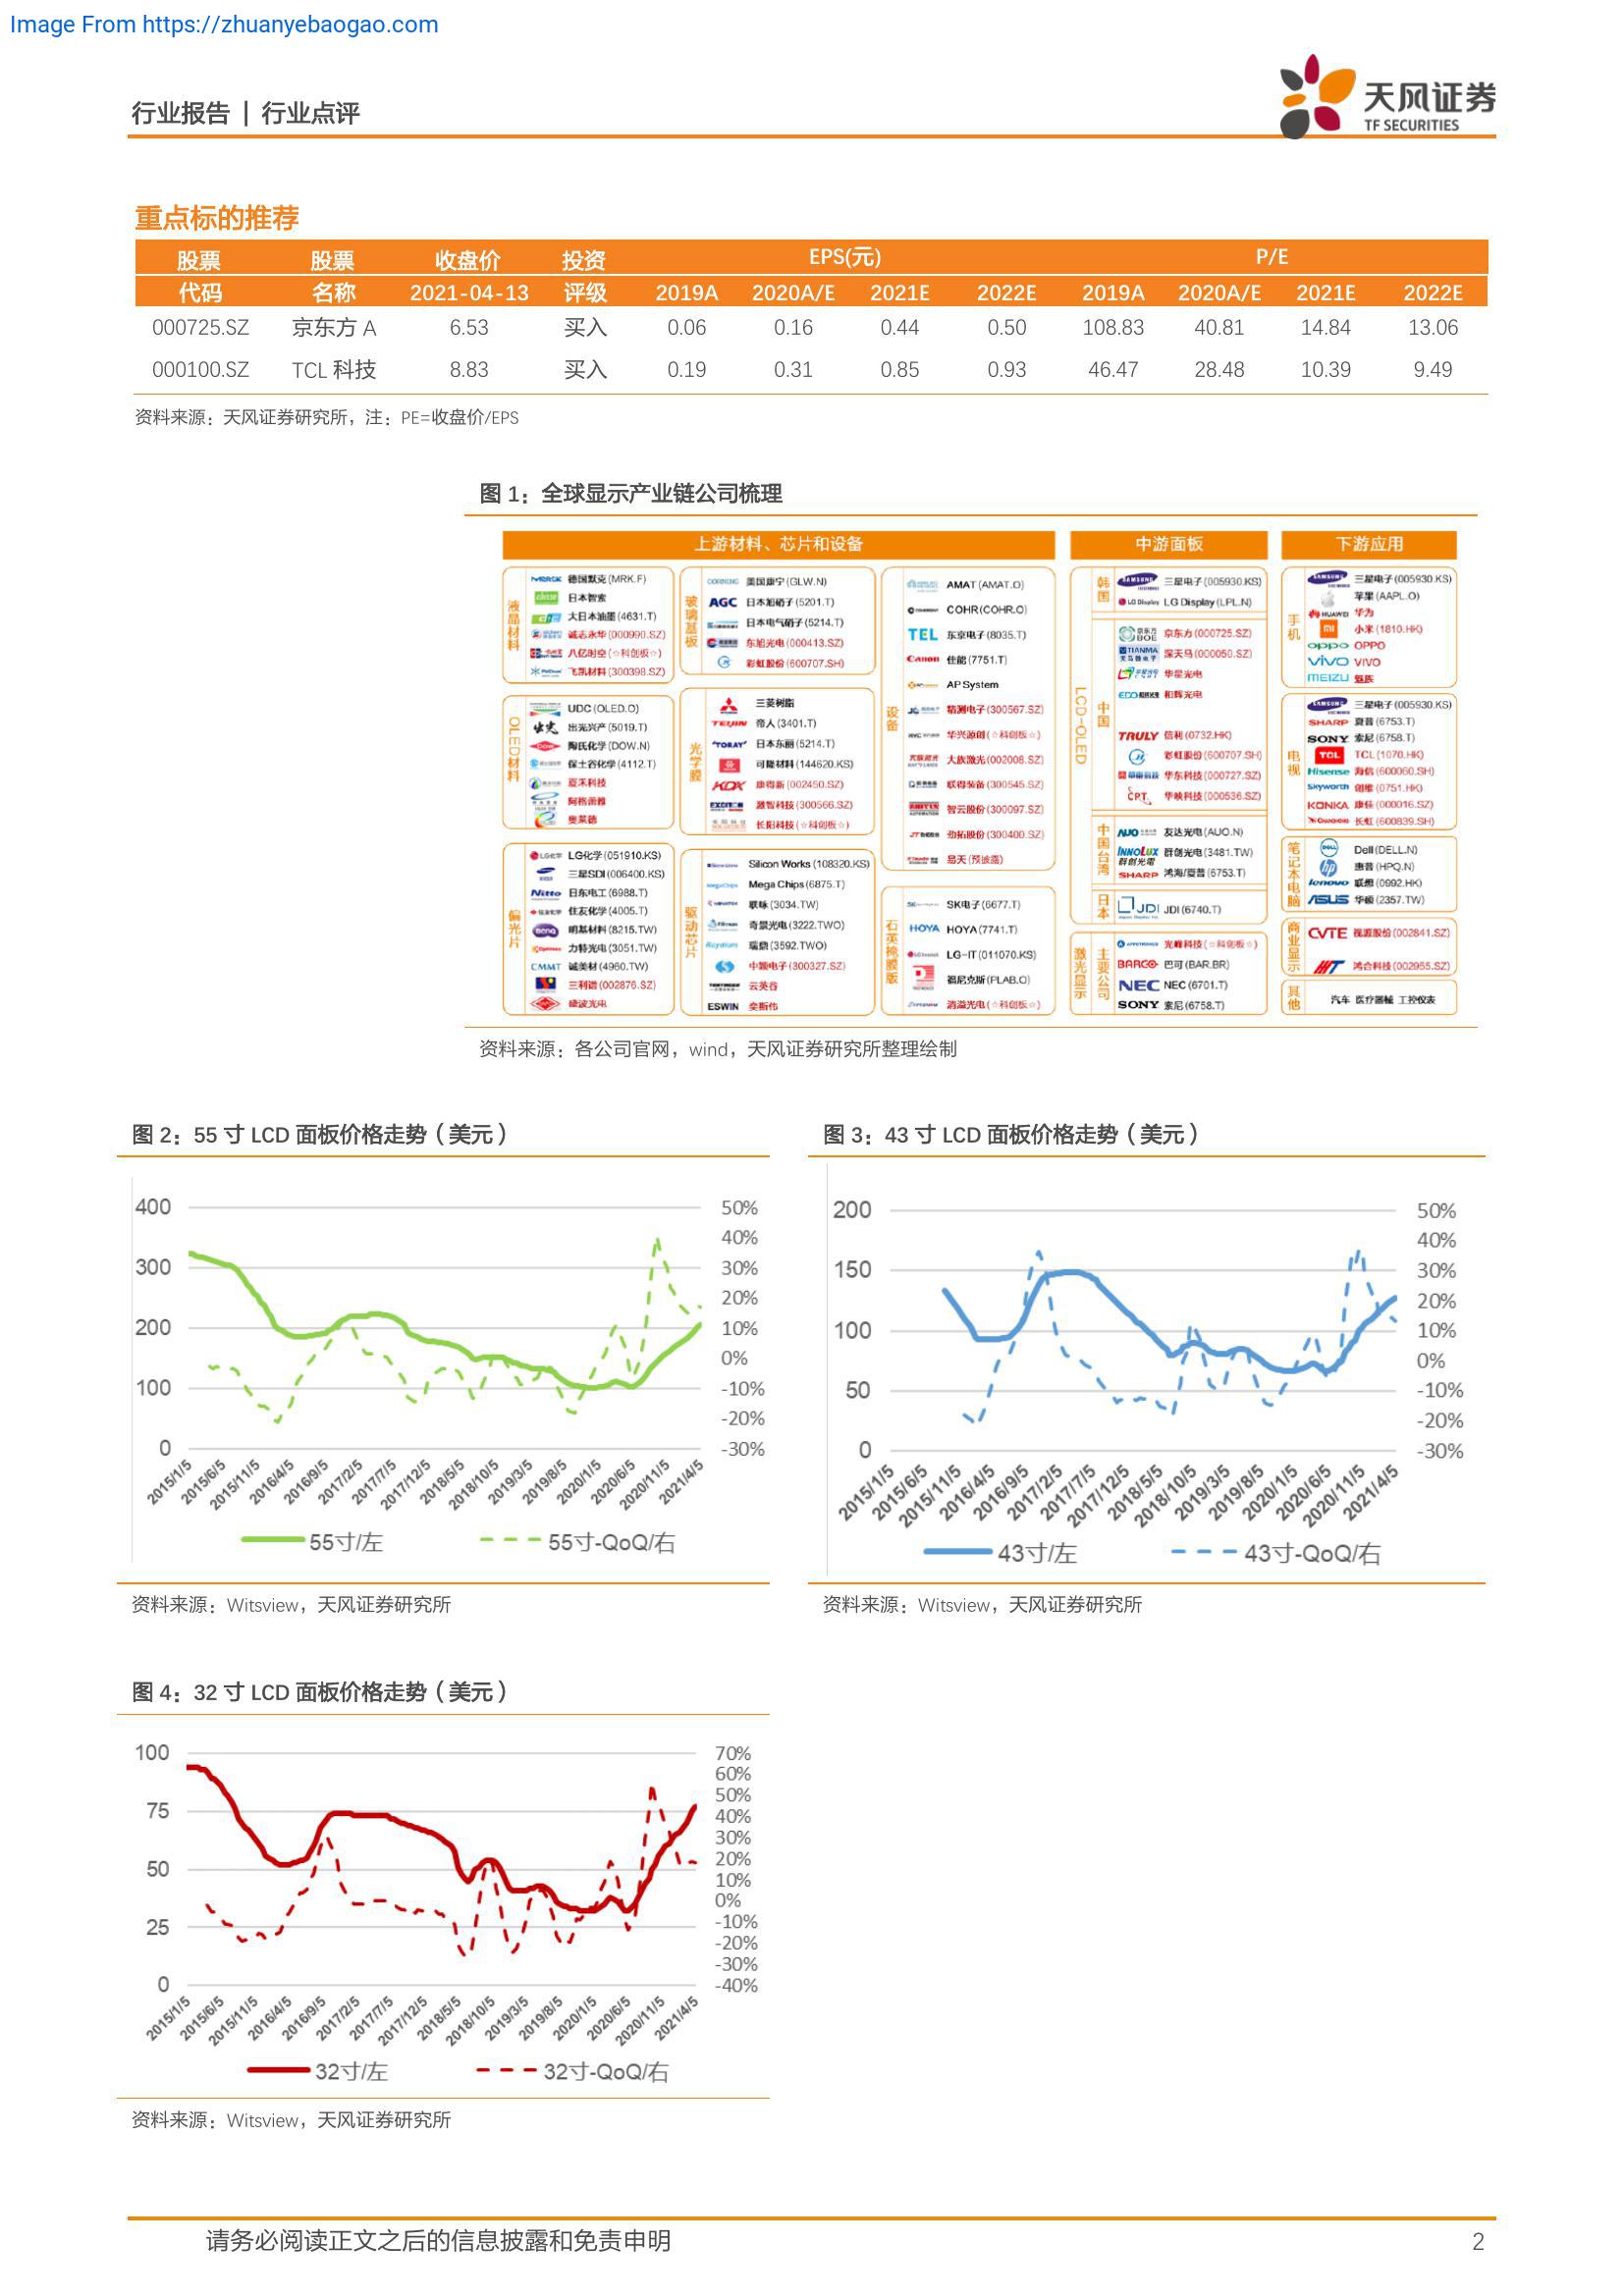 Image From https://zhuanyebaogao.com
行业报告 | 行业点评
天风证券
TF SECURITIES
重点标的推荐
股票 股票 收盘价 投资 EPS(元) P/E
代码 名称 2021-04-13 评级 2019A 2020A/E 2021E 2022E 2019A 2020A/E 2021E 2022E
000725.SZ 京东方 A 6.53 买入 0.06 0.16 0.44 0.50 108.83 40.81 14.84 13.06
000100.SZ TCL 科技 8.83 买入 0.19 0.31 0.85 0.93 46.47 28.48 10.39 9.49
资料来源：天风证券研究所，注：PE=收盘价/EPS
图 1：全球显示产业链公司梳理
上游材料、芯片和设备 中游面板 下游应用
液晶材料
德国默克(MRK.F)
日本智索
大日本油墨(4631.T)
诚志永华(000990.SZ)
八亿时空(☆科创板☆)
飞凯材料(300398.SZ)
OLED材料
UDC(OLED.O)
出光兴产(5019.T)
陶氏化学(DOW.N)
保土谷化学(4112.T)
夏禾科技
阿格蕾雅
奥莱德
偏光片
LG化学(051910.KS)
三星SDI(006400.KS)
Nitto 日东电工(6988.T)
住友化学(4005.T)
BenQ 明基材料(8215.TW)
力特光电(3051.TW)
CMMT 诚美材(4960.TW)
三利谱(002876.SZ)
盛波光电
玻璃基板
美国康宁(GLW.N)
AGC 日本旭硝子(5201.T)
日本电气硝子(5214.T)
东旭光电(000413.SZ)
彩虹股份(600707.SH)
光学膜
三菱树脂
TEIJIN 帝人(3401.T)
'TORAY' 日本东丽(5214.T)
可隆材料(144620.KS)
KDX 康得新(002450.SZ)
激智科技(300566.SZ)
长阳科技(☆科创板☆)
驱动芯片
Silicon Works(108320.KS)
Mega Chips(6875.T)
联咏(3034.TW)
奇景光电(3222.TWO)
瑞鼎(3592.TWO)
中颖电子(300327.SZ)
云英谷
ESWIN 奕斯伟
设备
AMAT(AMAT.O)
COHR(COHR.O)
TEL 东京电子(8035.T)
Canon 佳能(7751.T)
AP System
精测电子(300567.SZ)
华兴源创(☆科创板☆)
大族激光(002008.SZ)
联得装备(300545.SZ)
智云股份(300097.SZ)
劲拓股份(300400.SZ)
易天(预披露)
石英掩膜版
SK电子(6677.T)
HOYA HOYA(7741.T)
LG-IT(011070.KS)
福尼克斯(PLAB.O)
清溢光电(☆科创板☆)
LCD-OLED
韩国
SAMSUNG 三星电子(005930.KS)
LG Display LG Display(LPL.N)
中国
京东方 BOE 京东方(000725.SZ)
TIANMA 深天马(000050.SZ)
华星光电
和辉光电
TRULY 信利(0732.HK)
彩虹股份(600707.SH)
华东科技(000727.SZ)
CPT 华映科技(000536.SZ)
中国台湾
AUO 友达光电(AUO.N)
INNOLUX 群创光电 群创光电(3481.TW)
SHARP 鸿海/夏普(6753.T)
日本
JDI JDI(6740.T)
激光显示 主要公司
光峰科技(☆科创板☆)
BARCO 巴可(BAR.BR)
NEC NEC(6701.T)
SONY 索尼(6758.T)
手机
SAMSUNG 三星电子(005930.KS)
苹果(AAPL.O)
HUAWEI 华为
小米(1810.HK)
oppo OPPO
vivo VIVO
MEIZU 魅族
电视
SAMSUNG 三星电子(005930.KS)
SHARP 夏普(6753.T)
SONY 索尼(6758.T)
TCL TCL(1070.HK)
Hisense 海信(600060.SH)
Skyworth 创维(0751.HK)
KONKA 康佳(000016.SZ)
长虹(600839.SH)
笔记本电脑
DELL Dell(DELL.N)
hp 惠普(HPQ.N)
lenovo 联想(0992.HK)
ASUS 华硕(2357.TW)
商业显示
CVTE 视源股份(002841.SZ)
鸿合科技(002955.SZ)
其他
汽车 医疗器械 工控仪表
资料来源：各公司官网，wind，天风证券研究所整理绘制
图 2：55 寸 LCD 面板价格走势（美元）
400
300
200
100
0
50%
40%
30%
20%
10%
0%
-10%
-20%
-30%
2015/1/5 2015/6/5 2015/11/5 2016/4/5 2016/9/5 2017/2/5 2017/7/5 2017/12/5 2018/5/5 2018/10/5 2019/3/5 2019/8/5 2020/1/5 2020/6/5 2020/11/5 2021/4/5
55寸/左 55寸-QoQ/右
资料来源：Witsview，天风证券研究所
图 3：43 寸 LCD 面板价格走势（美元）
200
150
100
50
0
50%
40%
30%
20%
10%
0%
-10%
-20%
-30%
2015/1/5 2015/6/5 2015/11/5 2016/4/5 2016/9/5 2017/2/5 2017/7/5 2017/12/5 2018/5/5 2018/10/5 2019/3/5 2019/8/5 2020/1/5 2020/6/5 2020/11/5 2021/4/5
43寸/左 43寸-QoQ/右
资料来源：Witsview，天风证券研究所
图 4：32 寸 LCD 面板价格走势（美元）
100
75
50
25
0
70%
60%
50%
40%
30%
20%
10%
0%
-10%
-20%
-30%
-40%
2015/1/5 2015/6/5 2015/11/5 2016/4/5 2016/9/5 2017/2/5 2017/7/5 2017/12/5 2018/5/5 2018/10/5 2019/3/5 2019/8/5 2020/1/5 2020/6/5 2020/11/5 2021/4/5
32寸/左 32寸-QoQ/右
资料来源：Witsview，天风证券研究所
请务必阅读正文之后的信息披露和免责申明 2